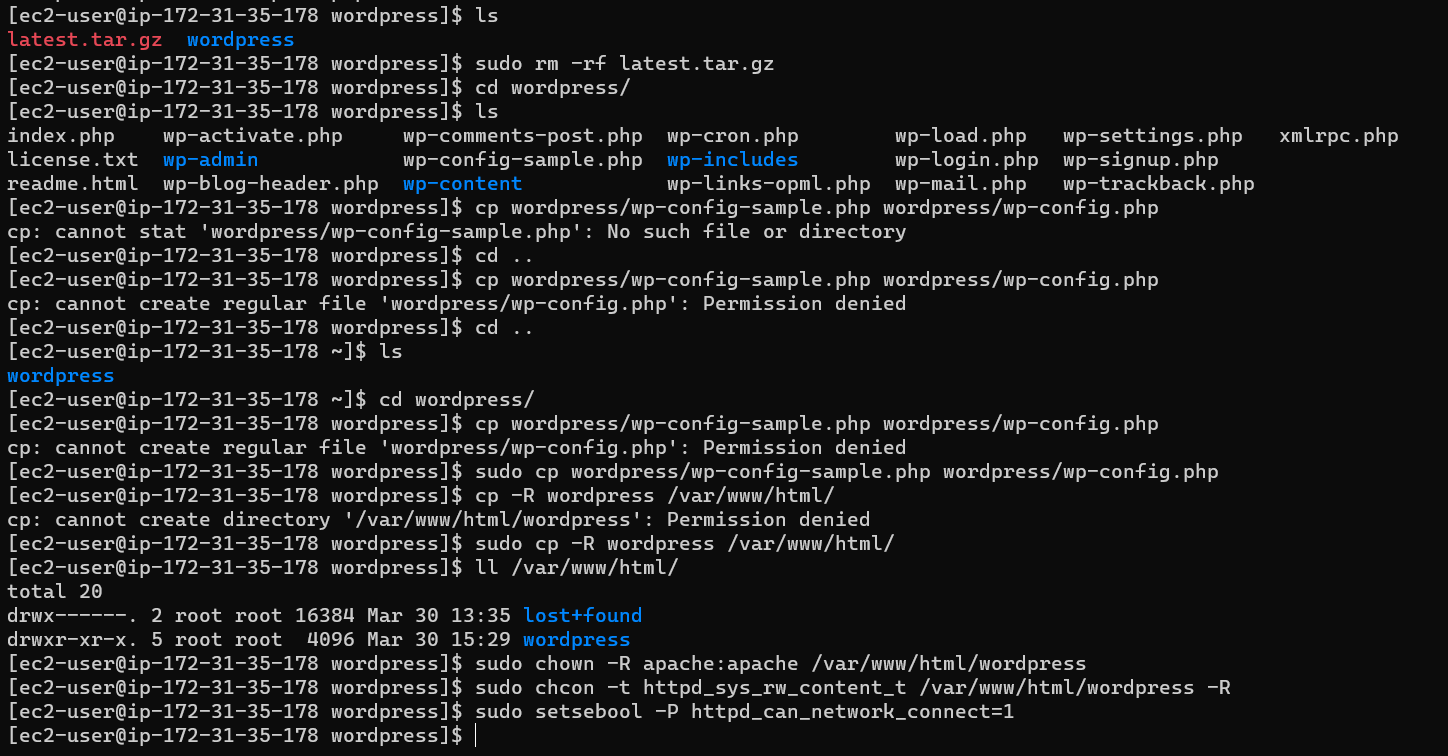 [ec2-user@ip-172-31-35-178 wordpress]$ ls
latest.tar.gz  wordpress
[ec2-user@ip-172-31-35-178 wordpress]$ sudo rm -rf latest.tar.gz
[ec2-user@ip-172-31-35-178 wordpress]$ cd wordpress/
[ec2-user@ip-172-31-35-178 wordpress]$ ls
index.php    wp-activate.php     wp-comments-post.php  wp-cron.php        wp-load.php   wp-settings.php   xmlrpc.php
license.txt  wp-admin            wp-config-sample.php  wp-includes        wp-login.php  wp-signup.php
readme.html  wp-blog-header.php  wp-content            wp-links-opml.php  wp-mail.php   wp-trackback.php
[ec2-user@ip-172-31-35-178 wordpress]$ cp wordpress/wp-config-sample.php wordpress/wp-config.php
cp: cannot stat 'wordpress/wp-config-sample.php': No such file or directory
[ec2-user@ip-172-31-35-178 wordpress]$ cd ..
[ec2-user@ip-172-31-35-178 wordpress]$ cp wordpress/wp-config-sample.php wordpress/wp-config.php
cp: cannot create regular file 'wordpress/wp-config.php': Permission denied
[ec2-user@ip-172-31-35-178 wordpress]$ cd ..
[ec2-user@ip-172-31-35-178 ~]$ ls
wordpress
[ec2-user@ip-172-31-35-178 ~]$ cd wordpress/
[ec2-user@ip-172-31-35-178 wordpress]$ cp wordpress/wp-config-sample.php wordpress/wp-config.php
cp: cannot create regular file 'wordpress/wp-config.php': Permission denied
[ec2-user@ip-172-31-35-178 wordpress]$ sudo cp wordpress/wp-config-sample.php wordpress/wp-config.php
[ec2-user@ip-172-31-35-178 wordpress]$ cp -R wordpress /var/www/html/
cp: cannot create directory '/var/www/html/wordpress': Permission denied
[ec2-user@ip-172-31-35-178 wordpress]$ sudo cp -R wordpress /var/www/html/
[ec2-user@ip-172-31-35-178 wordpress]$ ll /var/www/html/
total 20
drwx------. 2 root root 16384 Mar 30 13:35 lost+found
drwxr-xr-x. 5 root root  4096 Mar 30 15:29 wordpress
[ec2-user@ip-172-31-35-178 wordpress]$ sudo chown -R apache:apache /var/www/html/wordpress
[ec2-user@ip-172-31-35-178 wordpress]$ sudo chcon -t httpd_sys_rw_content_t /var/www/html/wordpress -R
[ec2-user@ip-172-31-35-178 wordpress]$ sudo setsebool -P httpd_can_network_connect=1
[ec2-user@ip-172-31-35-178 wordpress]$